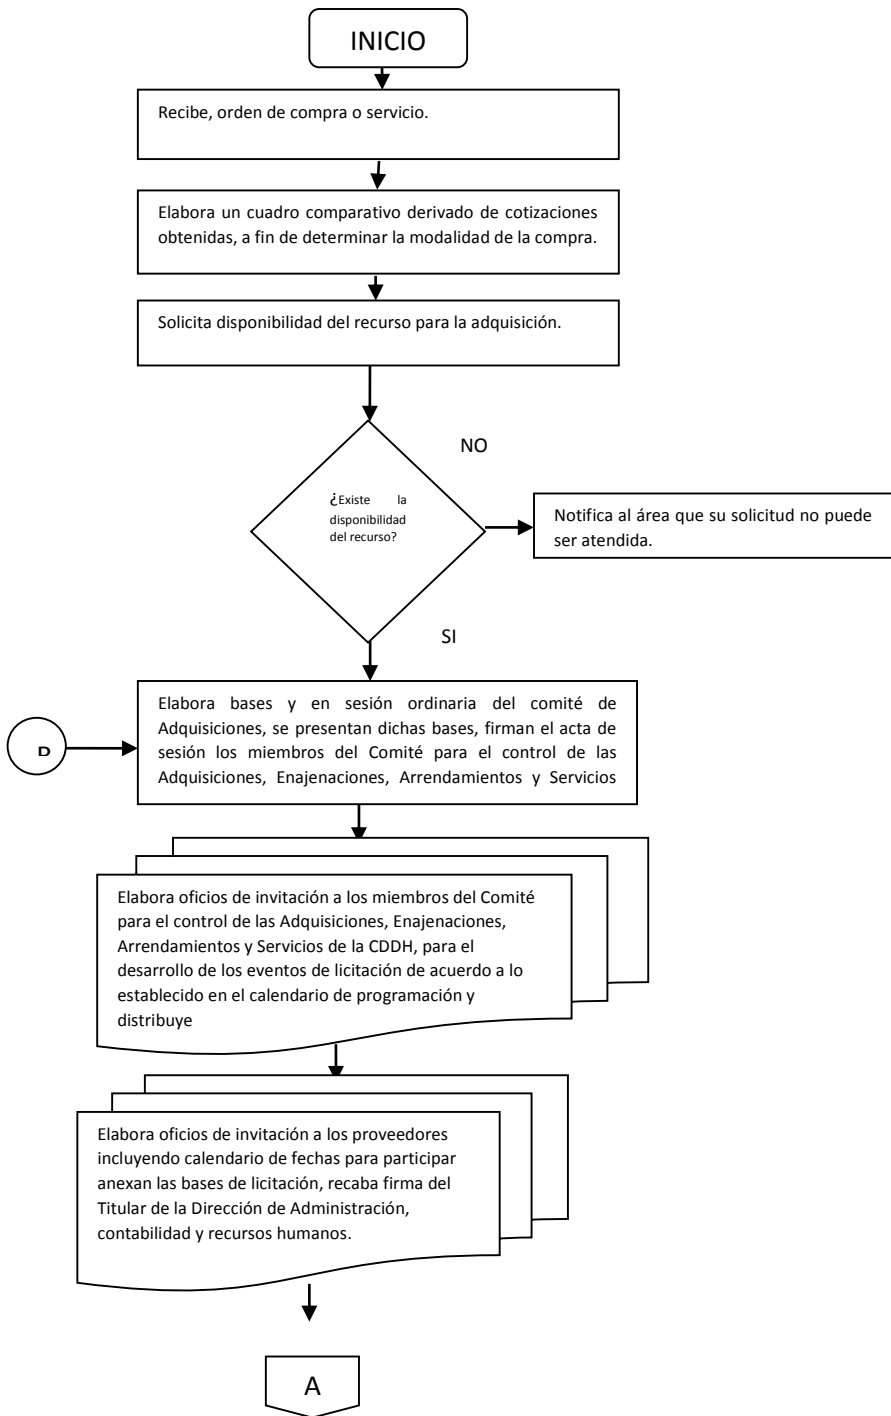 INICIO
Recibe, orden de compra o servicio.
Elabora un cuadro comparativo derivado de cotizaciones
obtenidas, a fin de determinar la modalidad de la compra.
Solicita disponibilidad del recurso para la adquisición.
NO
¿Existe la
disponibilidad
del recurso?
Notifica al área que su solicitud no puede
ser atendida.
SI
Elabora bases y en sesión ordinaria del comité de
Adquisiciones, se presentan dichas bases, firman el acta de
sesión los miembros del Comité para el control de las
Adquisiciones, Enajenaciones, Arrendamientos y Servicios
Elabora oficios de invitación a los miembros del Comité
para el control de las Adquisiciones, Enajenaciones,
Arrendamientos y Servicios de la CDDH, para el
desarrollo de los eventos de licitación de acuerdo a lo
establecido en el calendario de programación y
distribuye
Elabora oficios de invitación a los proveedores
incluyendo calendario de fechas para participar
anexan las bases de licitación, recaba firma del
Titular de la Dirección de Administración,
contabilidad y recursos humanos.
A